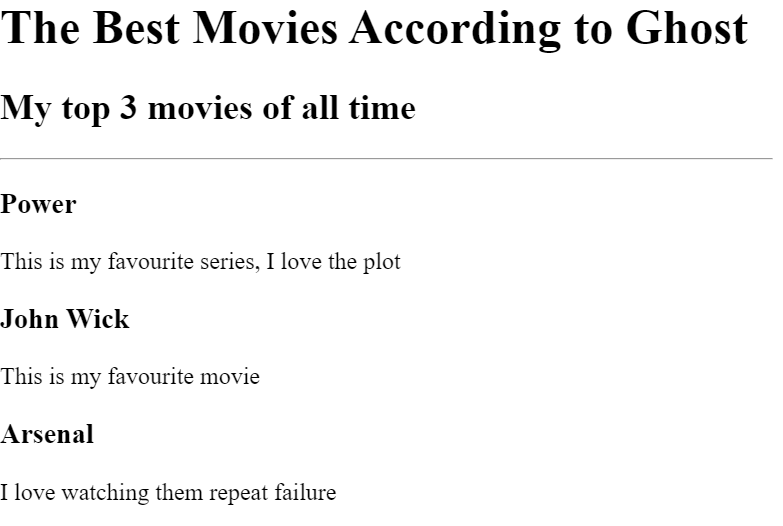 The Best Movies According to Ghost
My top 3 movies of all time
Power
This is my favourite series, I love the plot
John Wick
This is my favourite movie
Arsenal
I love watching them repeat failure